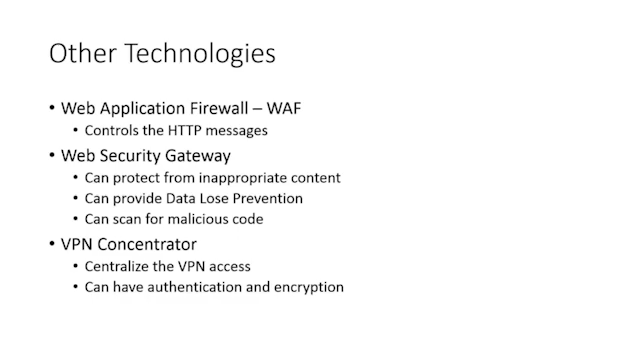 Other Technologies
• Web Application Firewall – WAF
• Controls the HTTP messages
• Web Security Gateway
• Can protect from inappropriate content
• Can provide Data Lose Prevention
• Can scan for malicious code
• VPN Concentrator
• Centralize the VPN access
• Can have authentication and encryption